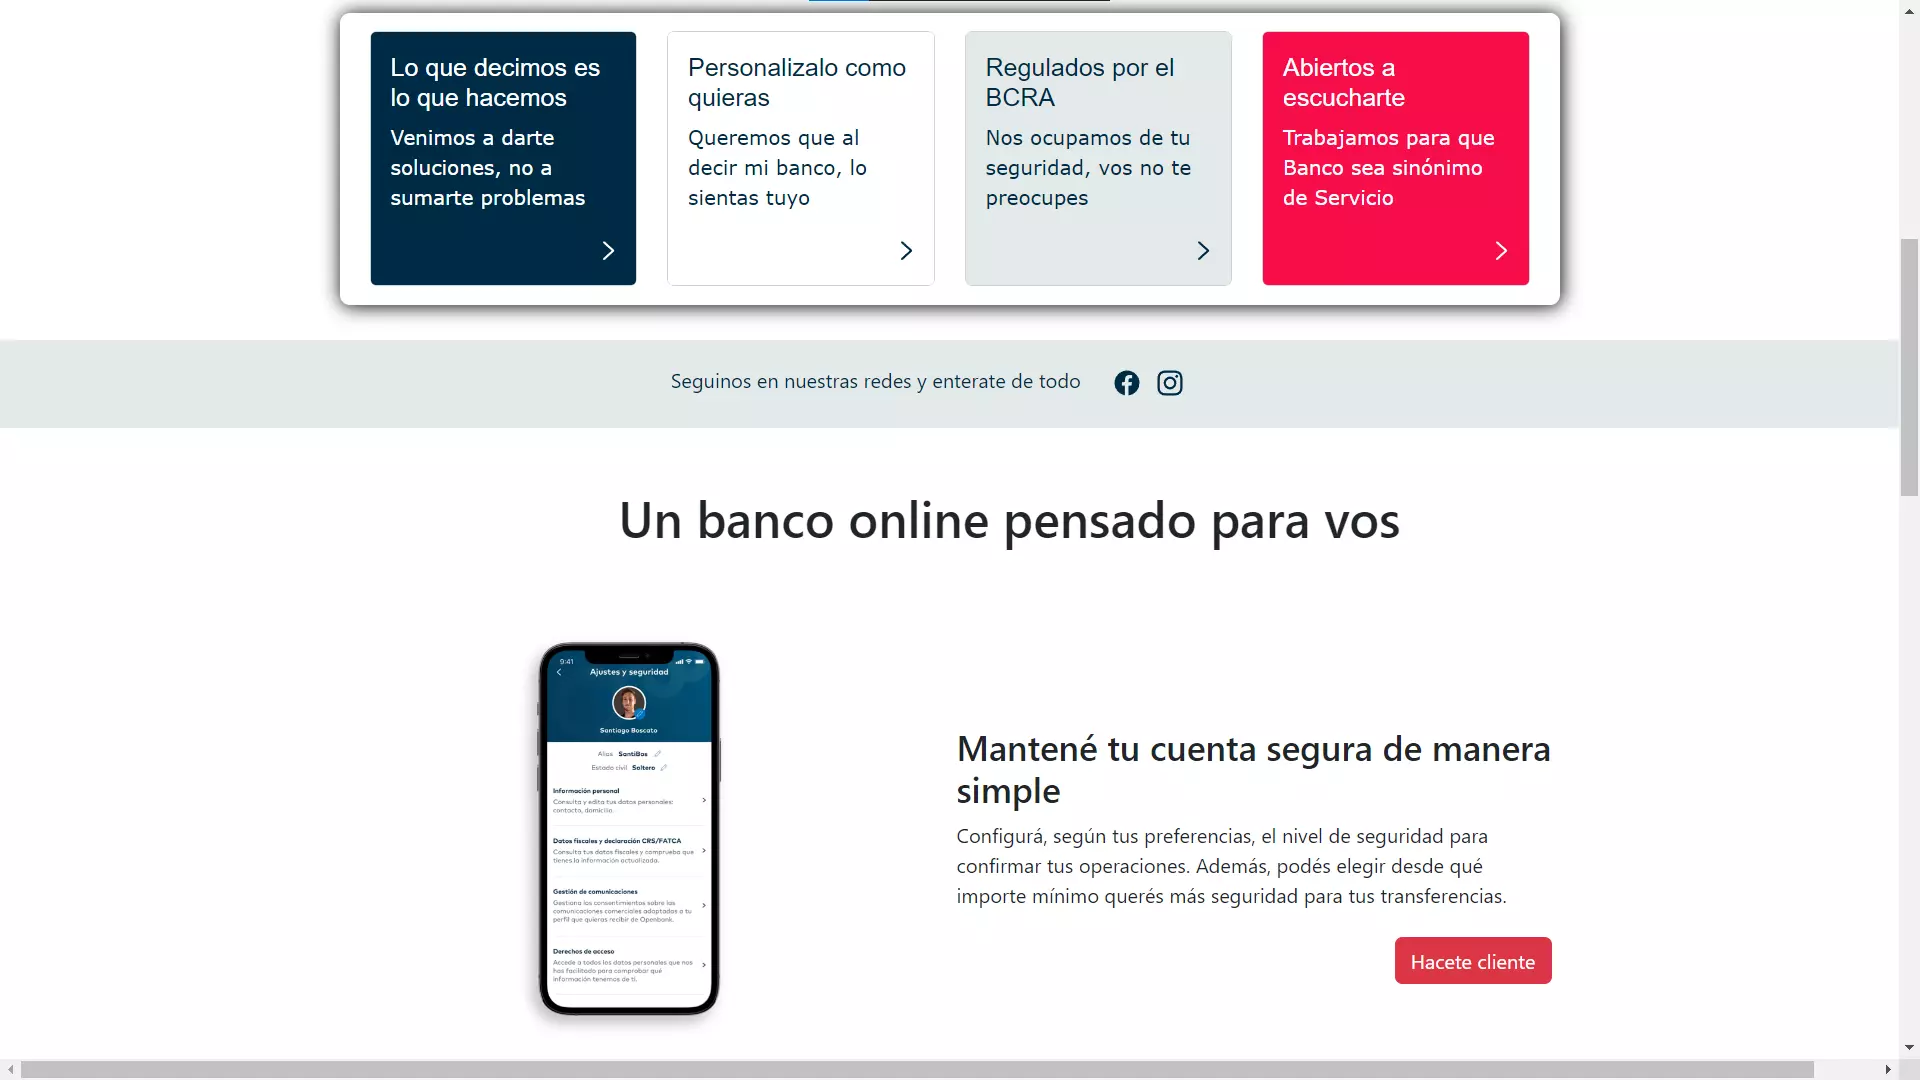 Lo que decimos es
lo que hacemos
Venimos a darte
soluciones, no a
sumarte problemas
Personalizalo como
quieras
Queremos que al
decir mi banco, lo
sientas tuyo
Regulados por el
BCRA
Nos ocupamos de tu
seguridad, vos no te
preocupes
Abiertos a
escucharte
Trabajamos para que
Banco sea sinónimo
de Servicio
Seguinos en nuestras redes y enterate de todo
Un banco online pensado para vos
9:41
Ajustes y seguridad
Santiago Boscato
Alias SantiBos
Estado civil Soltero
Información personal
Consulta y edita tus datos personales:
contacto, domicilio.
Datos fiscales y declaración CRS/FATCA
Consulta tus datos fiscales y comprueba que
tienes la información actualizada.
Gestión de comunicaciones
Gestiona los consentimientos sobre las
comunicaciones comerciales adaptadas a tu
perfil que quieras recibir de Openbank.
Derechos de acceso
Accede a todos los datos personales que nos
has facilitado para comprobar qué
información tenemos de ti.
Mantené tu cuenta segura de manera
simple
Configurá, según tus preferencias, el nivel de seguridad para
confirmar tus operaciones. Además, podés elegir desde qué
importe mínimo querés más seguridad para tus transferencias.
Hacete cliente